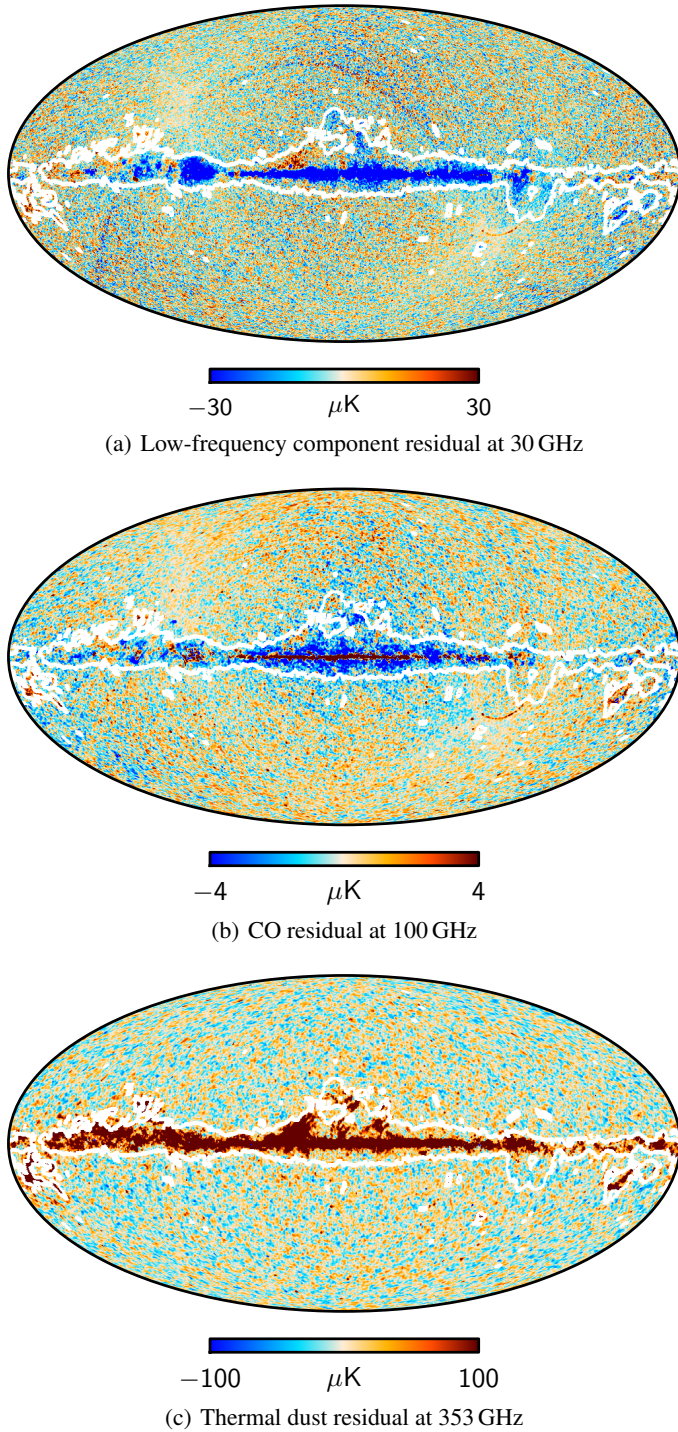 −30 μK 30
(a) Low-frequency component residual at 30 GHz
−4 μK 4
(b) CO residual at 100 GHz
−100 μK 100
(c) Thermal dust residual at 353 GHz